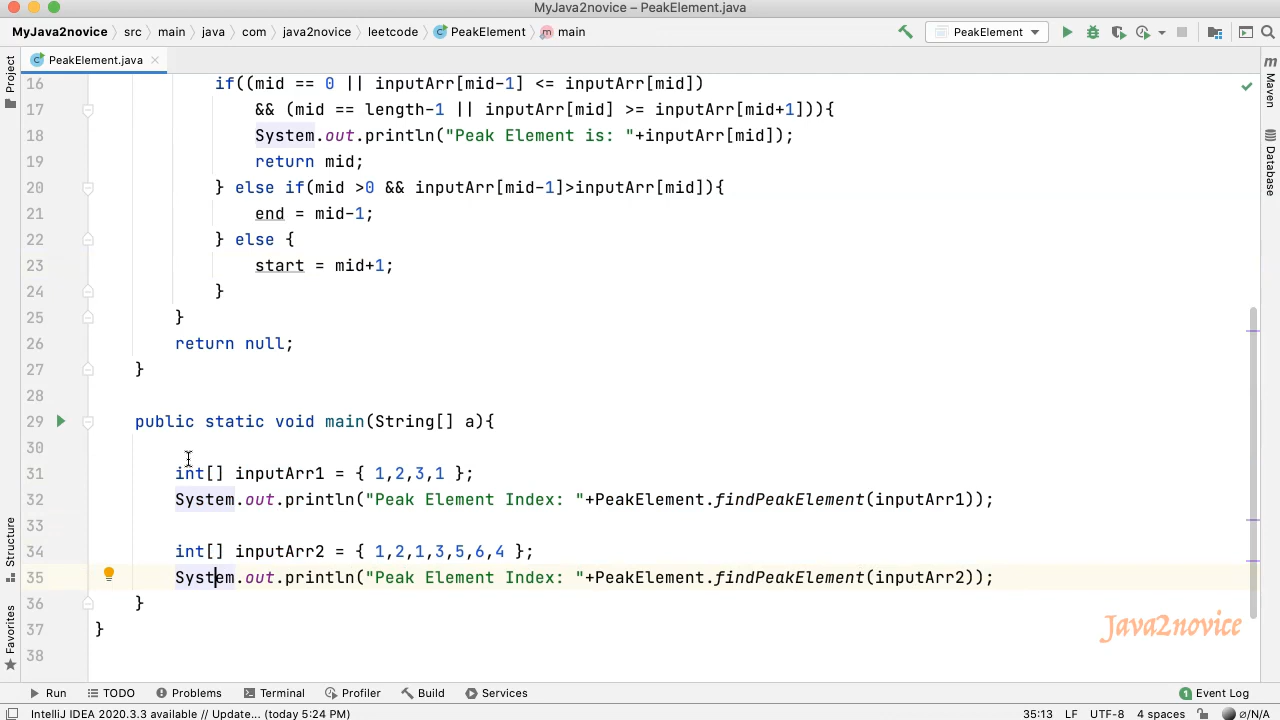 MyJava2novice – PeakElement.java
MyJava2novice src main java com java2novice leetcode PeakElement main PeakElement
Project
PeakElement.java
16 if((mid == 0 || inputArr[mid-1] <= inputArr[mid])
17 && (mid == length-1 || inputArr[mid] >= inputArr[mid+1])){
18 System.out.println("Peak Element is: "+inputArr[mid]);
19 return mid;
20 } else if(mid >0 && inputArr[mid-1]>inputArr[mid]){
21 end = mid-1;
22 } else {
23 start = mid+1;
24 }
25 }
26 return null;
27 }
28
29 public static void main(String[] a){
30
31 int[] inputArr1 = { 1,2,3,1 };
32 System.out.println("Peak Element Index: "+PeakElement.findPeakElement(inputArr1));
33
34 int[] inputArr2 = { 1,2,1,3,5,6,4 };
35 System.out.println("Peak Element Index: "+PeakElement.findPeakElement(inputArr2));
36 }
37 }
38
m
Maven
Database
Structure
Favorites
Java2novice
Run TODO Problems Terminal Profiler Build Services 1 Event Log
IntelliJ IDEA 2020.3.3 available // Update... (today 5:24 PM) 35:13 LF UTF-8 4 spaces ∅/N/A